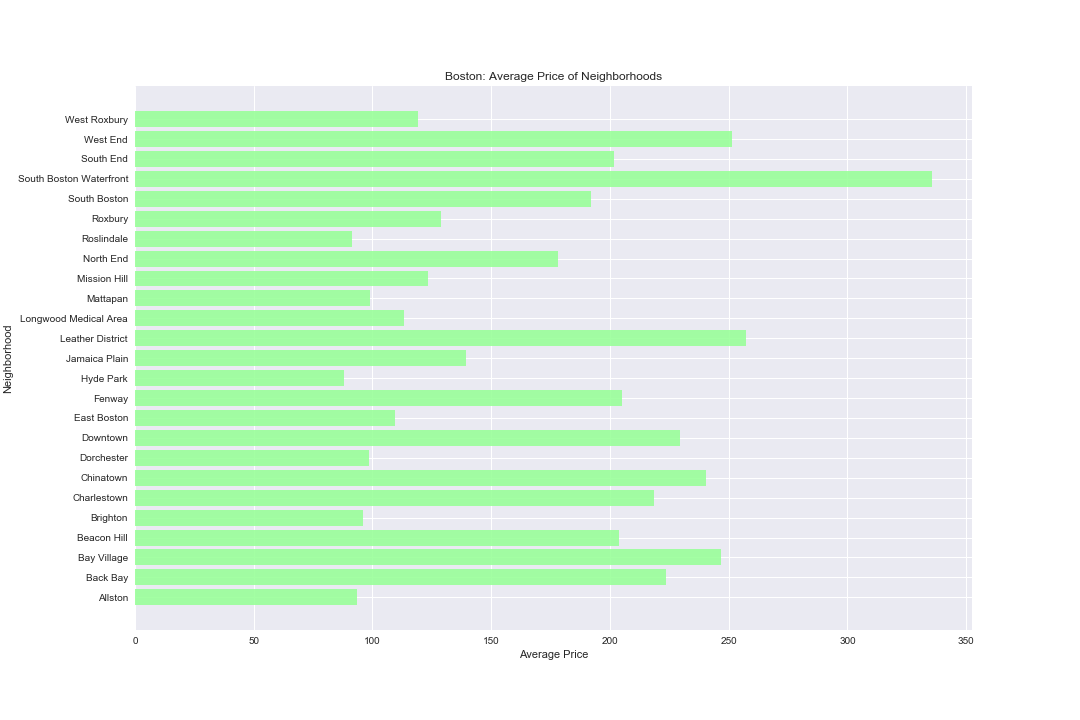 Boston: Average Price of Neighborhoods
West Roxbury
West End
South End
South Boston Waterfront
South Boston
Roxbury
Roslindale
North End
Mission Hill
Mattapan
Longwood Medical Area
Leather District
Jamaica Plain
Hyde Park
Fenway
East Boston
Downtown
Dorchester
Chinatown
Charlestown
Brighton
Beacon Hill
Bay Village
Back Bay
Allston
Neighborhood
0 50 100 150 200 250 300 350
Average Price